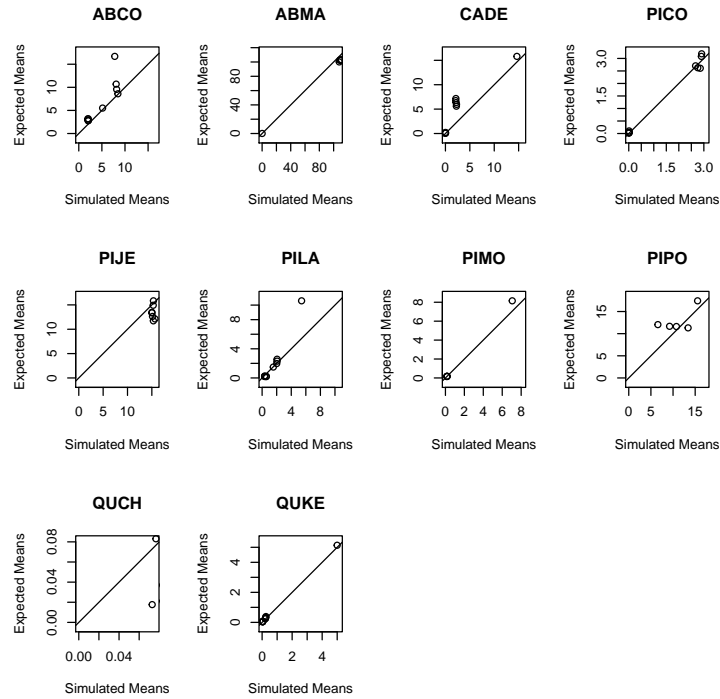 ABCO
Expected Means
10
5
0
0 5 10
Simulated Means
ABMA
Expected Means
80
40
0
0 40 80
Simulated Means
CADE
Expected Means
10
5
0
0 5 10
Simulated Means
PICO
Expected Means
3.0
1.5
0.0
0.0 1.5 3.0
Simulated Means
PIJE
Expected Means
10
5
0
0 5 10
Simulated Means
PILA
Expected Means
8
4
0
0 4 8
Simulated Means
PIMO
Expected Means
8
6
4
2
0
0 2 4 6 8
Simulated Means
PIPO
Expected Means
15
5
0
0 5 15
Simulated Means
QUCH
Expected Means
0.08
0.04
0.00
0.00 0.04
Simulated Means
QUKE
Expected Means
4
2
0
0 2 4
Simulated Means